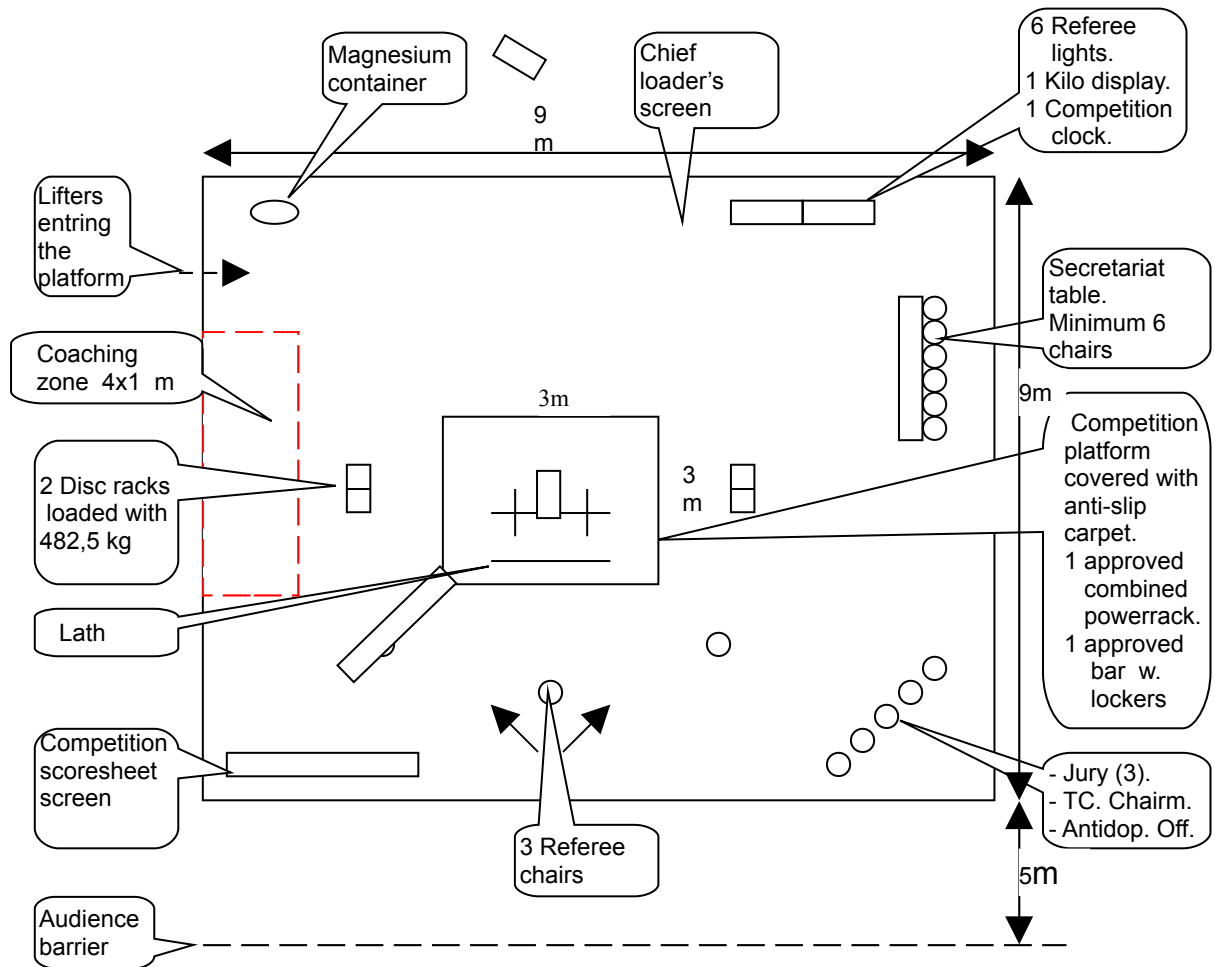 Magnesium
container
9
m
Chief
loader's
screen
6 Referee
lights.
1 Kilo display.
1 Competition
clock.
Lifters
entring
the
platform
Secretariat
table.
Minimum 6
chairs
Coaching
zone 4x1 m
3m
9m
2 Disc racks
loaded with
482,5 kg
3
m
Competition
platform
covered with
anti-slip
carpet.
1 approved
combined
powerrack.
1 approved
bar w.
lockers
Lath
Competition
scoresheet
screen
3 Referee
chairs
- Jury (3).
- TC. Chairm.
- Antidop. Off.
5m
Audience
barrier